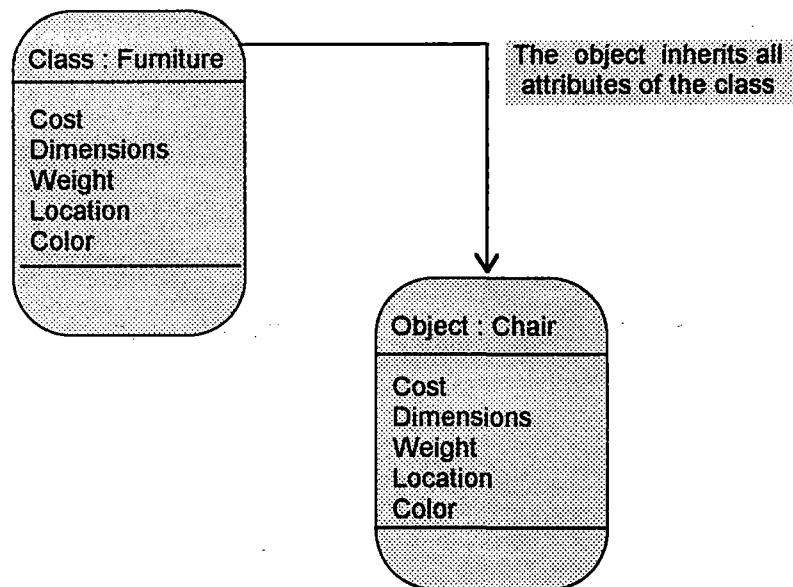 Class : Furniture
Cost
Dimensions
Weight
Location
Color
The object inherits all
attributes of the class
Object : Chair
Cost
Dimensions
Weight
Location
Color